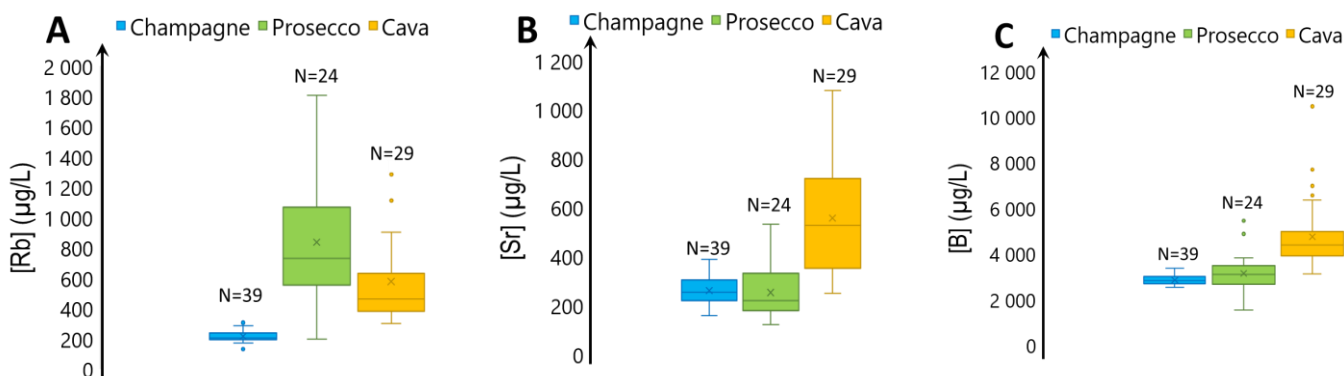 A
Champagne Prosecco Cava
[Rb] (µg/L)
2 000
1 800
1 600
1 400
1 200
1 000
800
600
400
200
0
N=39
N=24
N=29
B
Champagne Prosecco Cava
[Sr] (µg/L)
1 200
1 000
800
600
400
200
0
N=39
N=24
N=29
C
Champagne Prosecco Cava
[B] (µg/L)
12 000
10 000
8 000
6 000
4 000
2 000
0
N=39
N=24
N=29